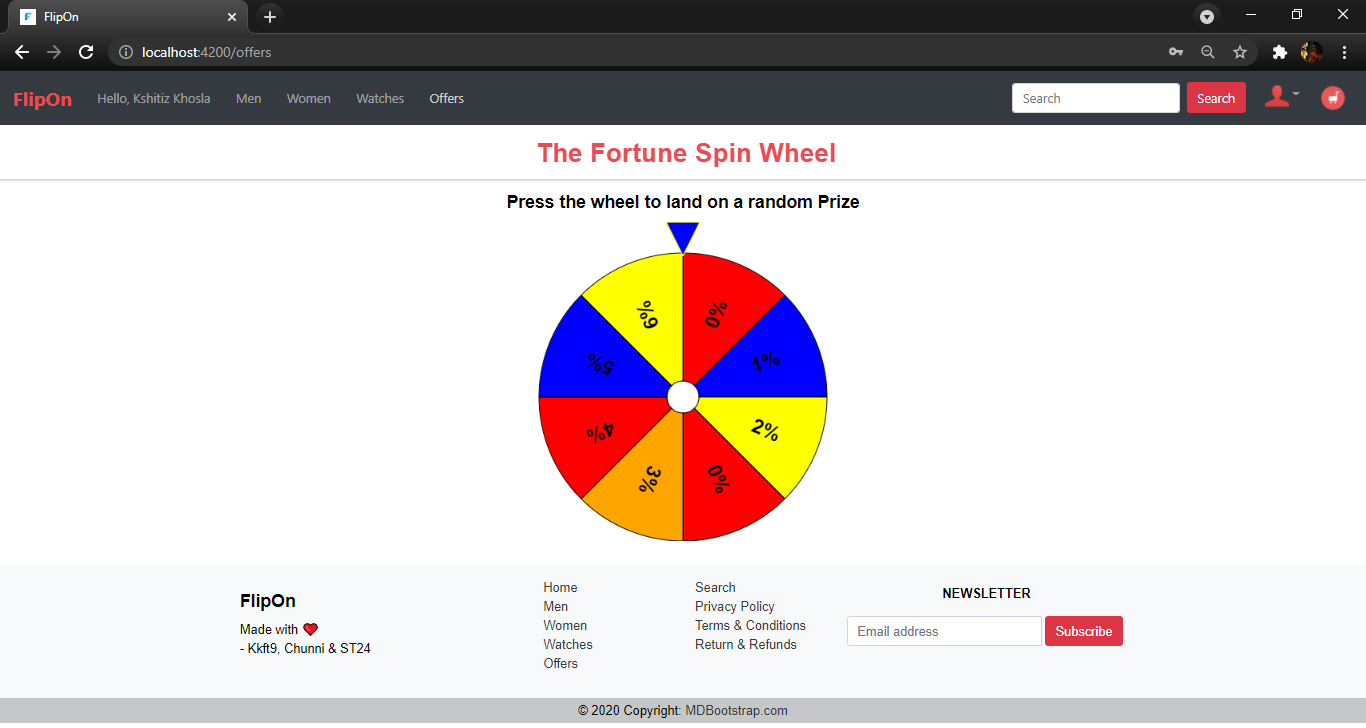 FlipOn
localhost:4200/offers
FlipOn Hello, Kshitiz Khosla Men Women Watches Offers Search Search
The Fortune Spin Wheel
Press the wheel to land on a random Prize
0%
1%
2%
0%
3%
4%
5%
6%
FlipOn
Made with
- Kkft9, Chunni & ST24
Home
Men
Women
Watches
Offers
Search
Privacy Policy
Terms & Conditions
Return & Refunds
NEWSLETTER
Email address Subscribe
© 2020 Copyright: MDBootstrap.com